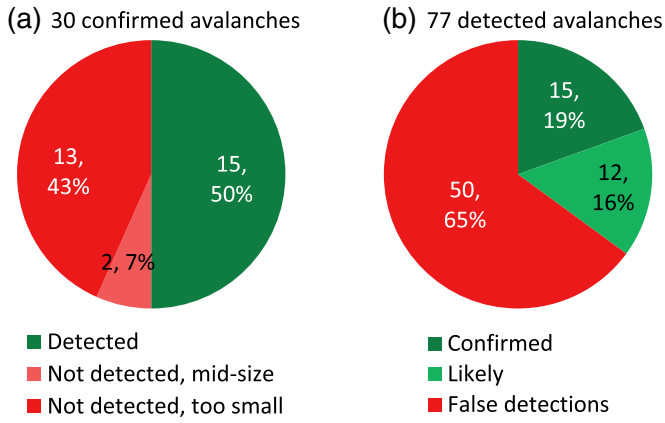 (a) 30 confirmed avalanches
13,
43%
15,
50%
2, 7%
Detected
Not detected, mid-size
Not detected, too small
(b) 77 detected avalanches
15,
19%
12,
16%
50,
65%
Confirmed
Likely
False detections